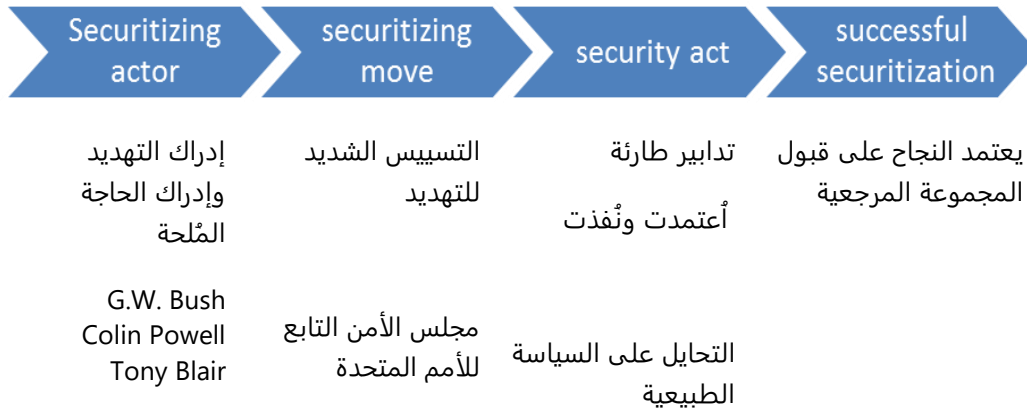 Securitizing
actor
securitizing
move
security act
successful
securitization
إدراك التهديد
وإدراك الحاجة
المُلحة
G.W. Bush
Colin Powell
Tony Blair
التسييس الشديد
للتهديد
مجلس الأمن التابع
للأمم المتحدة
تدابير طارئة
اُعتمدت ونُفذت
التحايل على السياسة
الطبيعية
يعتمد النجاح على قبول
المجموعة المرجعية